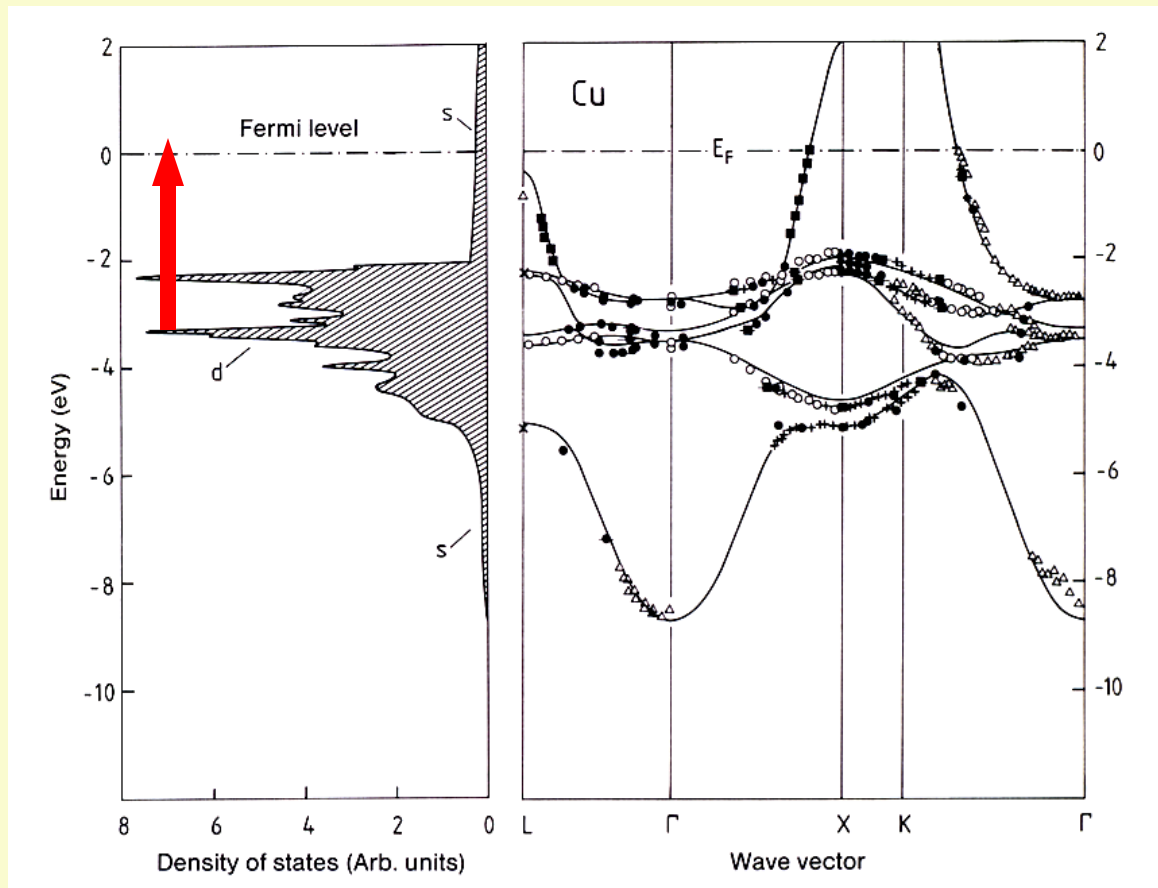 2
0
-2
-4
-6
-8
-10
Energy (eV)
s
Fermi level
d
s
8 6 4 2 0
Density of states (Arb. units)
Cu
E_F
L Γ X K Γ
Wave vector
2
0
-2
-4
-6
-8
-10